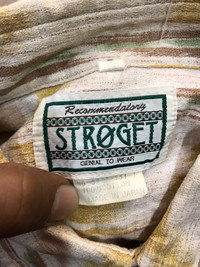 Recommendatory
STRØGET
GENIAL TO WEAR